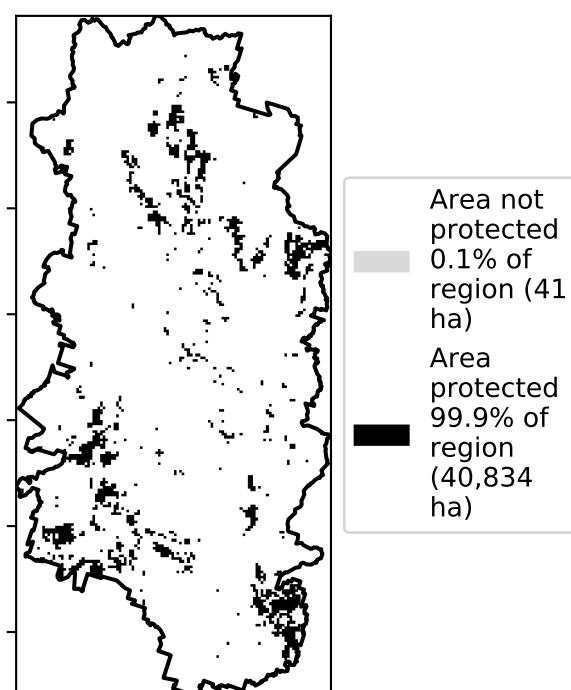 Area not
protected
0.1% of
region (41
ha)
Area
protected
99.9% of
region
(40,834
ha)